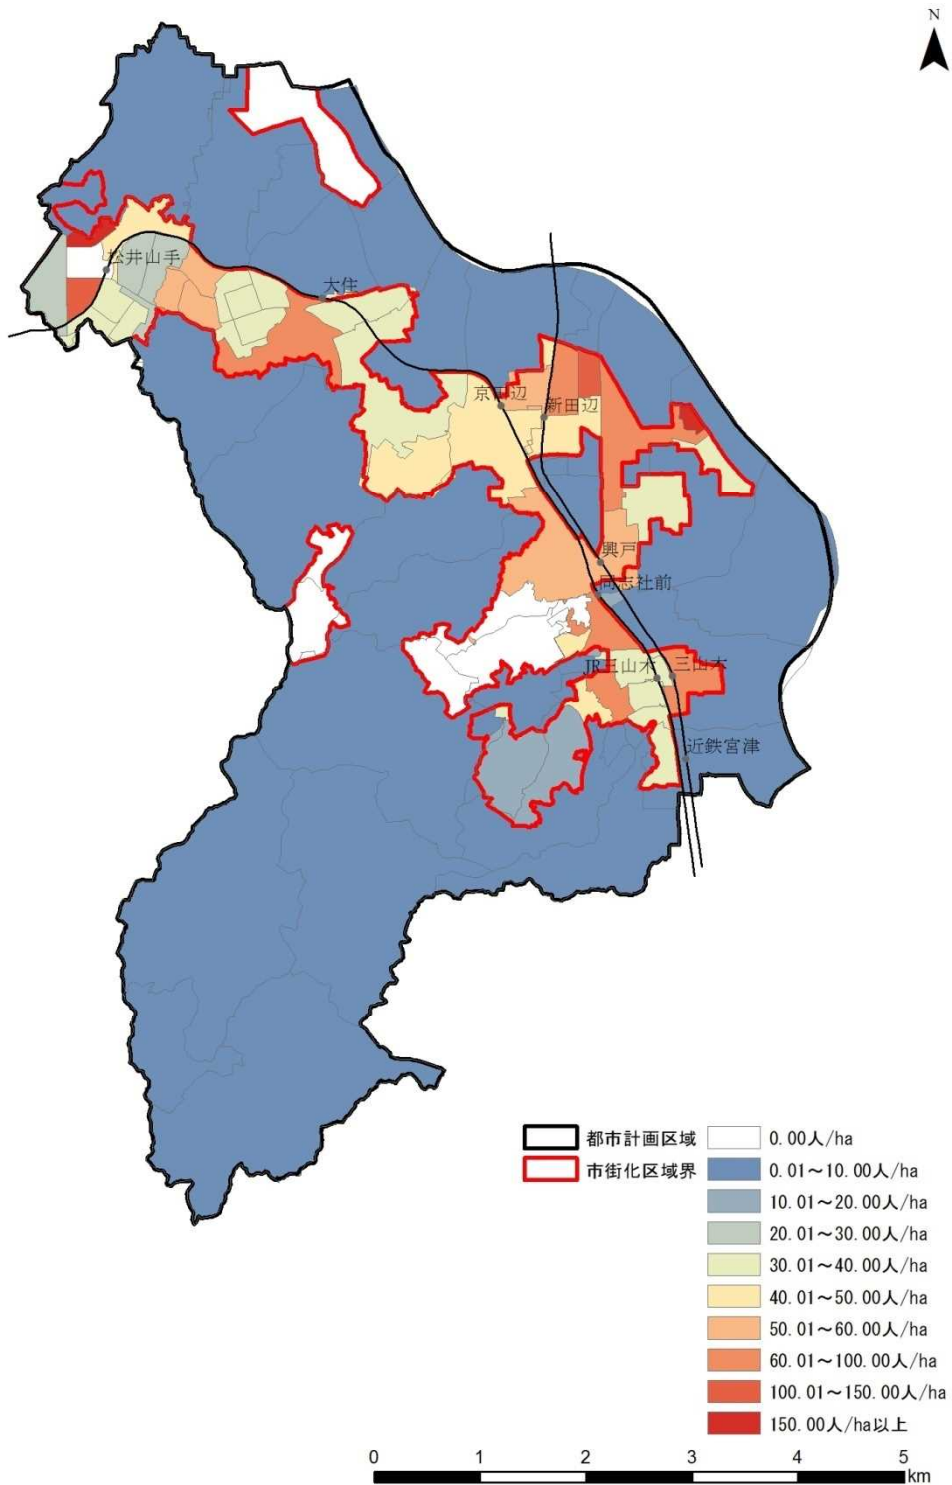 N
松井山手
大住
京田辺
新田辺
興戸
同志社前
JR三山木
三山木
近鉄宮津
都市計画区域
市街化区域界
0.00人/ha
0.01～10.00人/ha
10.01～20.00人/ha
20.01～30.00人/ha
30.01～40.00人/ha
40.01～50.00人/ha
50.01～60.00人/ha
60.01～100.00人/ha
100.01～150.00人/ha
150.00人/ha以上
0 1 2 3 4 5
km